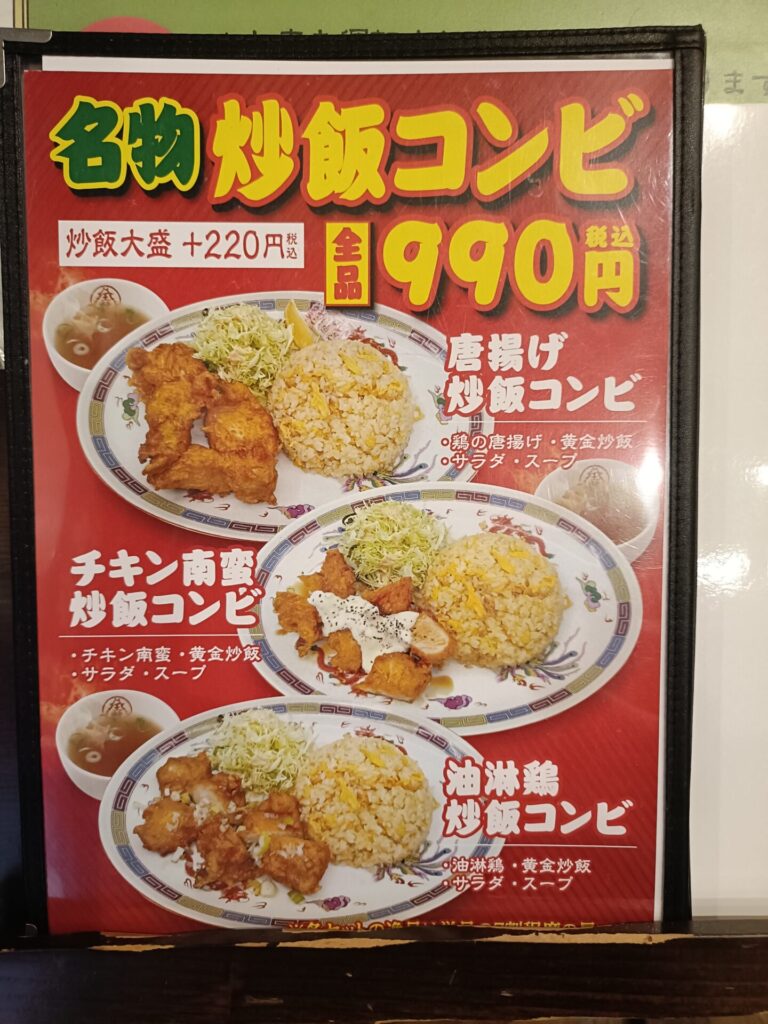 名物 炒飯コンビ
炒飯大盛 +220円税込
全品 990円税込
唐揚げ
炒飯コンビ
・鶏の唐揚げ・黄金炒飯
・サラダ・スープ
チキン南蛮
炒飯コンビ
・チキン南蛮・黄金炒飯
・サラダ・スープ
油淋鶏
炒飯コンビ
・油淋鶏・黄金炒飯
・サラダ・スープ